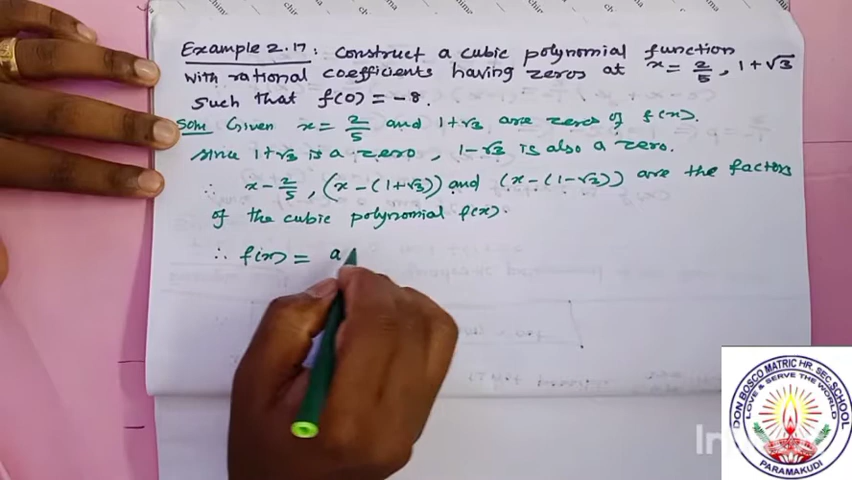 Example 2.17: Construct a cubic polynomial function
with rational coefficients having zeros at x = 2/5, 1+√3
such that f(0) = -8.
Soln Given x = 2/5 and 1+√3 are zeros of f(x).
Since 1+√3 is a zero, 1-√3 is also a zero.
∴ x - 2/5, (x-(1+√3)) and (x-(1-√3)) are the factors
of the cubic polynomial f(x).
∴ f(x) = a
DON BOSCO MATRIC HR. SEC SCHOOL
LOVE & SERVE THE WORLD
PARAMAKUDI